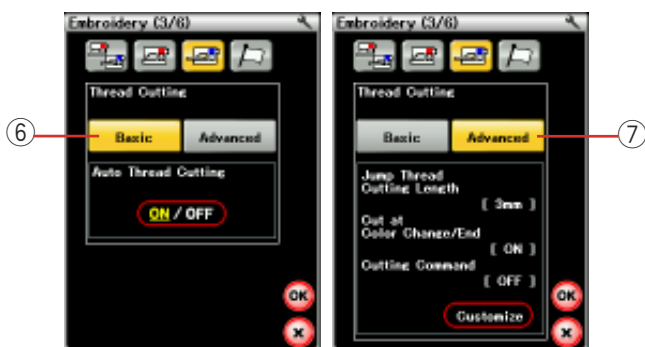 Embroidery (3/6)
Thread Cutting
⑥
Basic Advanced
Auto Thread Cutting
ON / OFF
OK
x
Embroidery (3/6)
Thread Cutting
Basic Advanced
⑦
Jump Thread
Cutting Length
[ 3mm ]
Cut at
Color Change/End
[ ON ]
Cutting Command
[ OFF ]
Customize
OK
x